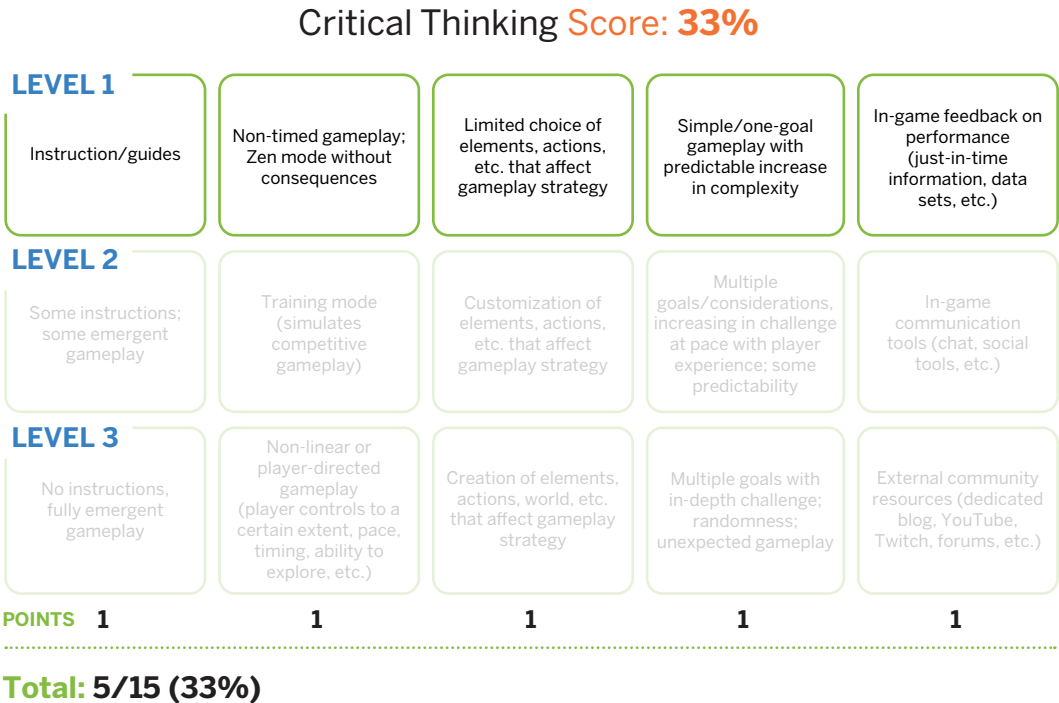 Critical Thinking Score: 33%
LEVEL 1
Instruction/guides
Non-timed gameplay;
Zen mode without
consequences
Limited choice of
elements, actions,
etc. that affect
gameplay strategy
Simple/one-goal
gameplay with
predictable increase
in complexity
In-game feedback on
performance
(just-in-time
information, data
sets, etc.)
LEVEL 2
Some instructions;
some emergent
gameplay
Training mode
(simulates
competitive
gameplay)
Customization of
elements, actions,
etc. that affect
gameplay strategy
Multiple
goals/considerations,
increasing in challenge
at pace with player
experience; some
predictability
In-game
communication
tools (chat, social
tools, etc.)
LEVEL 3
No instructions,
fully emergent
gameplay
Non-linear or
player-directed
gameplay
(player controls to a
certain extent, pace,
timing, ability to
explore, etc.)
Creation of elements,
actions, world, etc.
that affect gameplay
strategy
Multiple goals with
in-depth challenge;
randomness;
unexpected gameplay
External community
resources (dedicated
blog, YouTube,
Twitch, forums, etc.)
POINTS 1 1 1 1 1
Total: 5/15 (33%)